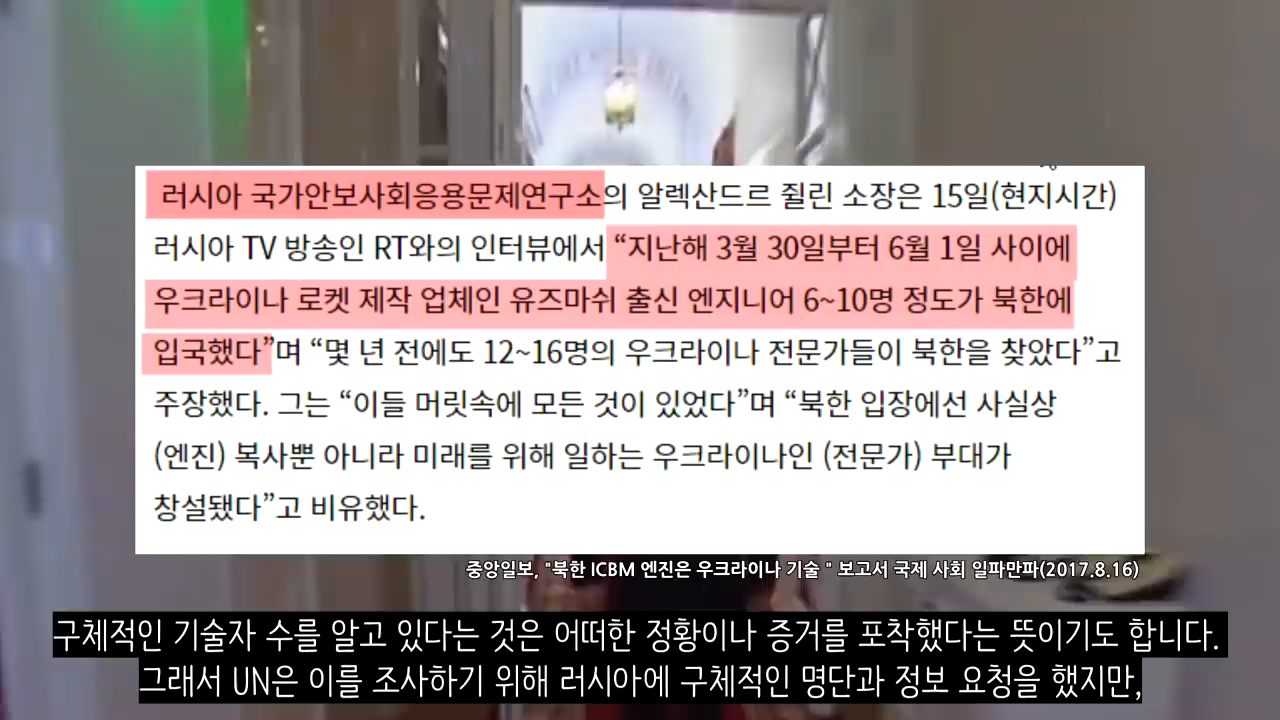 러시아 국가안보사회응용문제연구소의 알렉산드르 쥘린 소장은 15일(현지시간)
러시아 TV 방송인 RT와의 인터뷰에서 “지난해 3월 30일부터 6월 1일 사이에
우크라이나 로켓 제작 업체인 유즈마쉬 출신 엔지니어 6~10명 정도가 북한에
입국했다”며 “몇 년 전에도 12~16명의 우크라이나 전문가들이 북한을 찾았다”고
주장했다. 그는 “이들 머릿속에 모든 것이 있었다”며 “북한 입장에선 사실상
(엔진) 복사뿐 아니라 미래를 위해 일하는 우크라이나인 (전문가) 부대가
창설됐다”고 비유했다.
중앙일보, "북한 ICBM 엔진은 우크라이나 기술 " 보고서 국제 사회 일파만파(2017.8.16)
구체적인 기술자 수를 알고 있다는 것은 어떠한 정황이나 증거를 포착했다는 뜻이기도 합니다.
그래서 UN은 이를 조사하기 위해 러시아에 구체적인 명단과 정보 요청을 했지만,